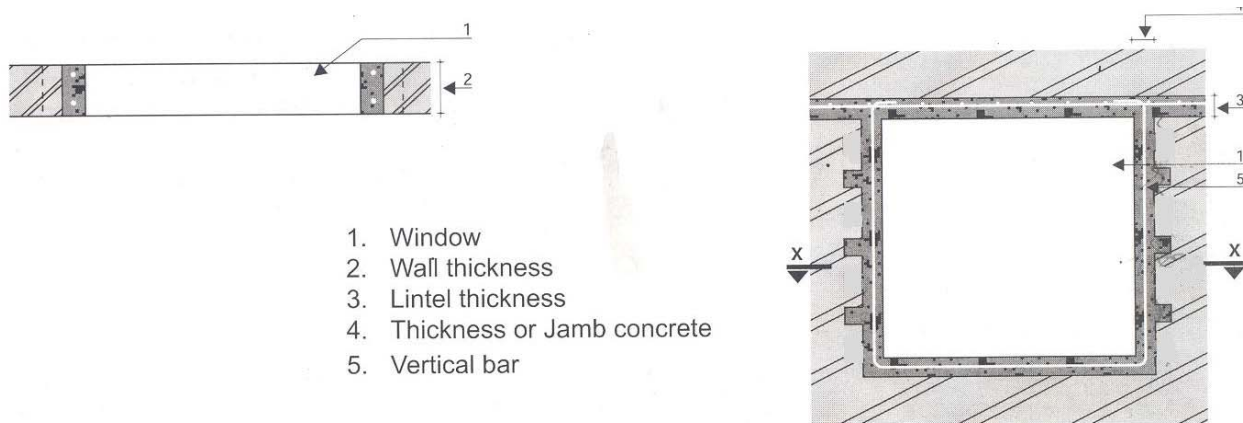 1
2
1. Window
2. Wall thickness
3. Lintel thickness
4. Thickness or Jamb concrete
5. Vertical bar
4
3
1
5
X X